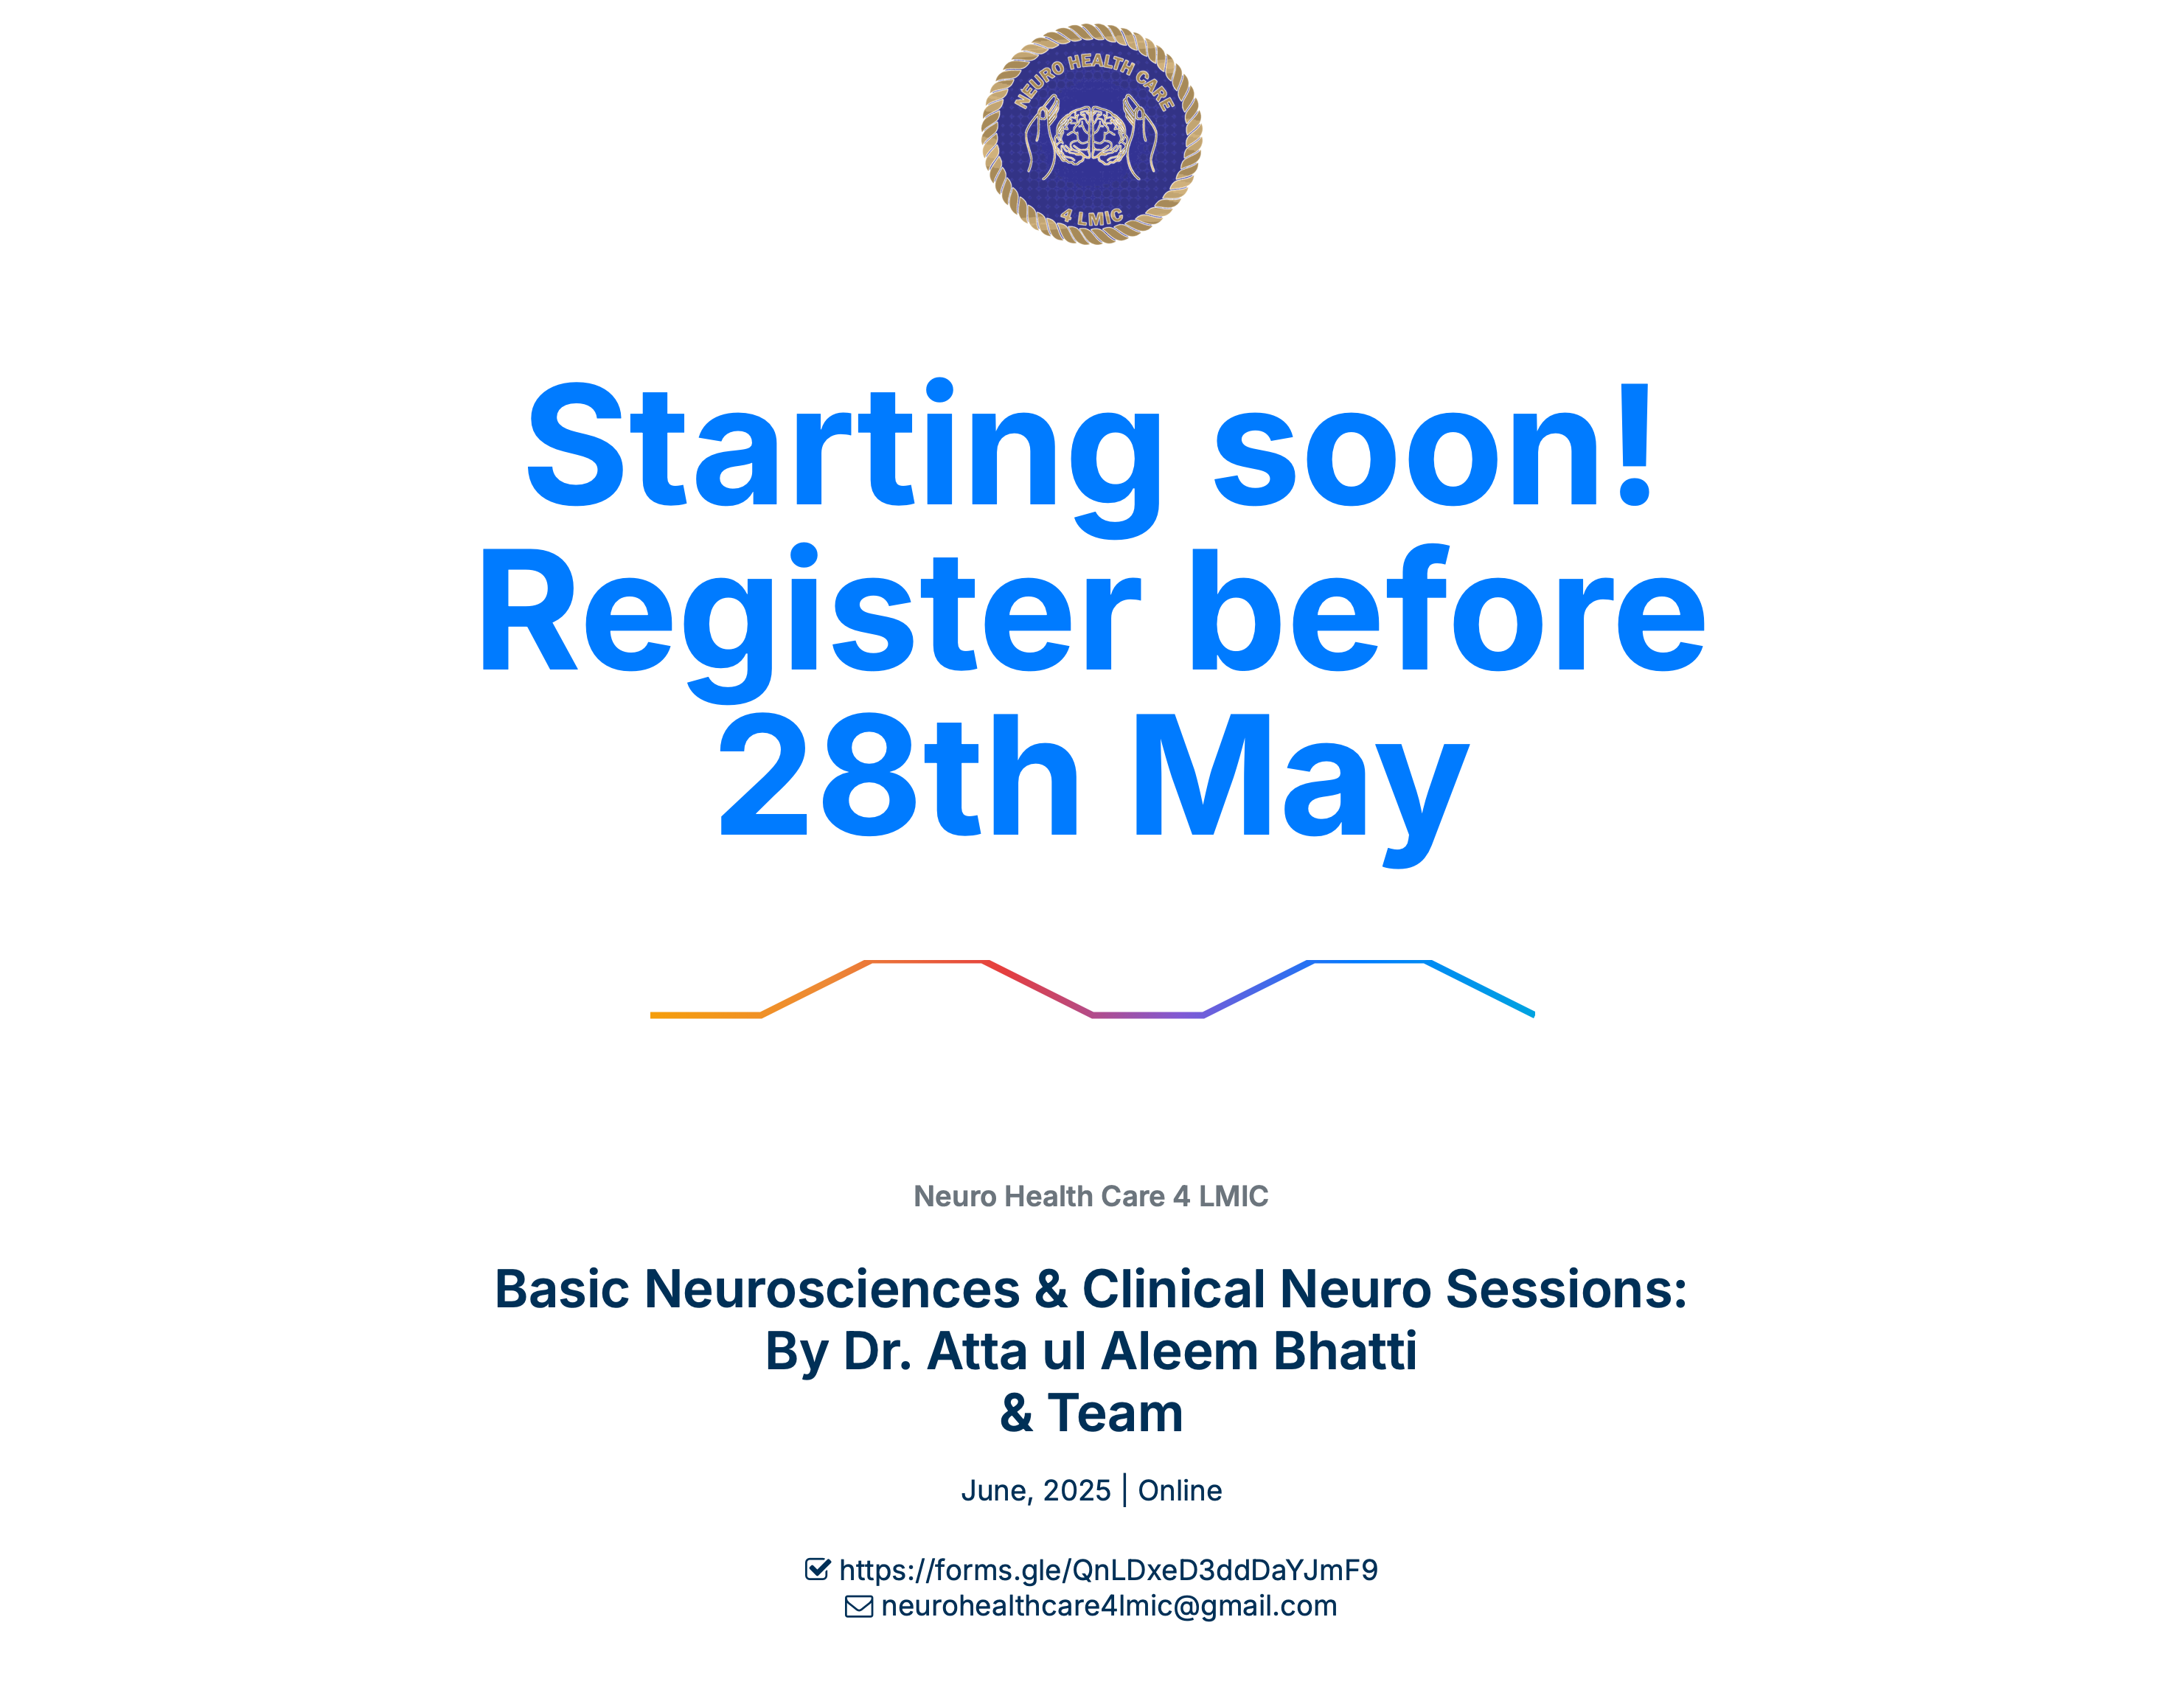 NEURO HEALTH CARE
4 LMIC
Starting soon!
Register before
28th May
Neuro Health Care 4 LMIC
Basic Neurosciences & Clinical Neuro Sessions:
By Dr. Atta ul Aleem Bhatti
& Team
June, 2025 | Online
https://forms.gle/QnLDxeD3ddDaYJmF9
neurohealthcare4lmic@gmail.com